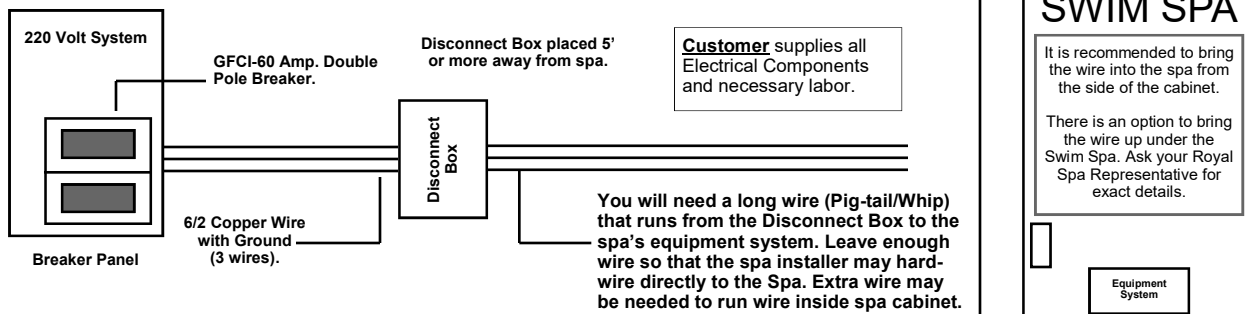 220 Volt System
GFCI-60 Amp. Double
Pole Breaker.
Breaker Panel
6/2 Copper Wire
with Ground
(3 wires).
Disconnect Box placed 5'
or more away from spa.
Disconnect
Box
Customer supplies all
Electrical Components
and necessary labor.
You will need a long wire (Pig-tail/Whip)
that runs from the Disconnect Box to the
spa's equipment system. Leave enough
wire so that the spa installer may hard-
wire directly to the Spa. Extra wire may
be needed to run wire inside spa cabinet.
SWIM SPA
It is recommended to bring
the wire into the spa from
the side of the cabinet.
There is an option to bring
the wire up under the
Swim Spa. Ask your Royal
Spa Representative for
exact details.
Equipment
System